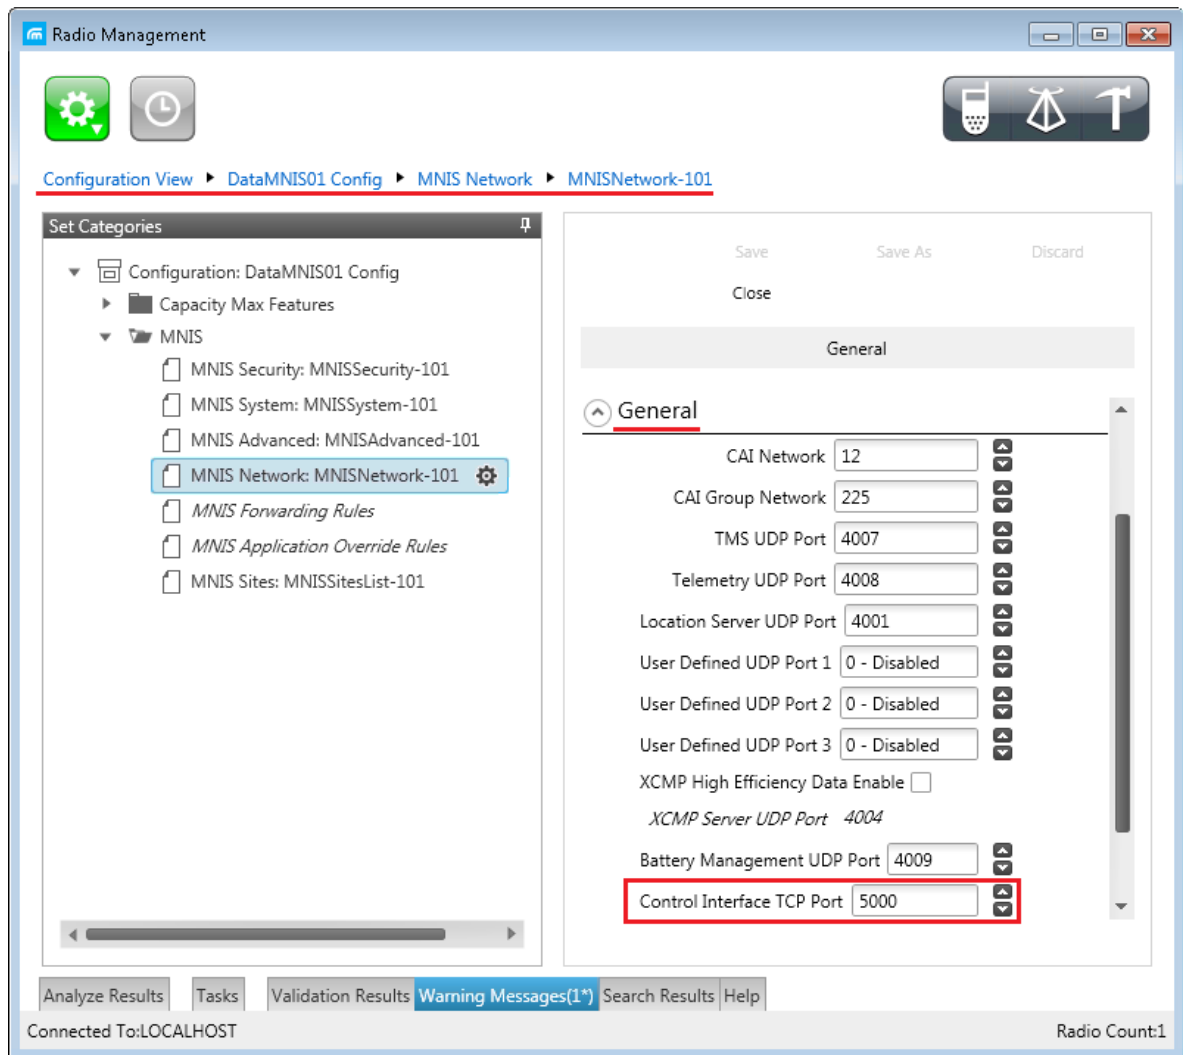 Radio Management
Configuration View ▸ DataMNIS01 Config ▸ MNIS Network ▸ MNISNetwork-101
Set Categories
Configuration: DataMNIS01 Config
Capacity Max Features
MNIS
MNIS Security: MNISSecurity-101
MNIS System: MNISSystem-101
MNIS Advanced: MNISAdvanced-101
MNIS Network: MNISNetwork-101
MNIS Forwarding Rules
MNIS Application Override Rules
MNIS Sites: MNISSitesList-101
Save Save As Discard
Close
General
General
CAI Network 12
CAI Group Network 225
TMS UDP Port 4007
Telemetry UDP Port 4008
Location Server UDP Port 4001
User Defined UDP Port 1 0 - Disabled
User Defined UDP Port 2 0 - Disabled
User Defined UDP Port 3 0 - Disabled
XCMP High Efficiency Data Enable
XCMP Server UDP Port 4004
Battery Management UDP Port 4009
Control Interface TCP Port 5000
Analyze Results Tasks Validation Results Warning Messages(1*) Search Results Help
Connected To:LOCALHOST Radio Count:1